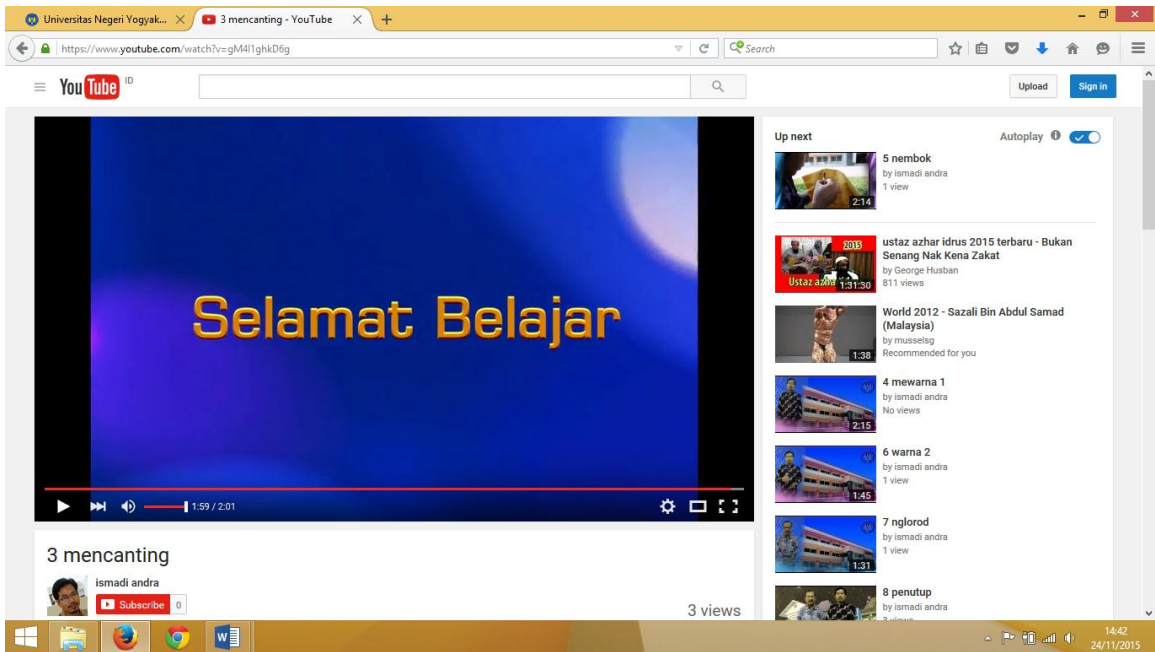 Universitas Negeri Yogyak...
3 mencanting - YouTube
https://www.youtube.com/watch?v=gM4l1ghkD6g
Search
YouTube ID
Upload
Sign in
Selamat Belajar
1:59 / 2:01
3 mencanting
ismadi andra
Subscribe 0
3 views
Up next
Autoplay
5 nembok
by ismadi andra
1 view
2:14
ustaz azhar idrus 2015 terbaru - Bukan
Senang Nak Kena Zakat
by George Husban
811 views
2015
Ustaz
1:31:30
World 2012 - Sazali Bin Abdul Samad
(Malaysia)
by musselsg
Recommended for you
1:38
4 mewarna 1
by ismadi andra
No views
2:15
6 warna 2
by ismadi andra
1 view
1:45
7 nglorod
by ismadi andra
1 view
1:31
8 penutup
by ismadi andra
14:42
24/11/2015